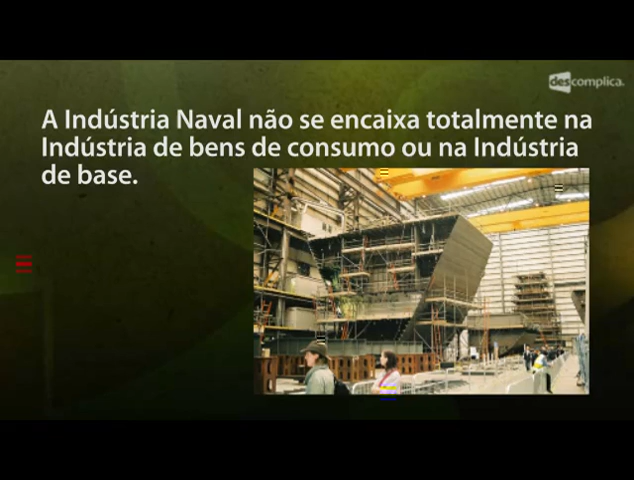 descomplica.
A Indústria Naval não se encaixa totalmente na
Indústria de bens de consumo ou na Indústria
de base.